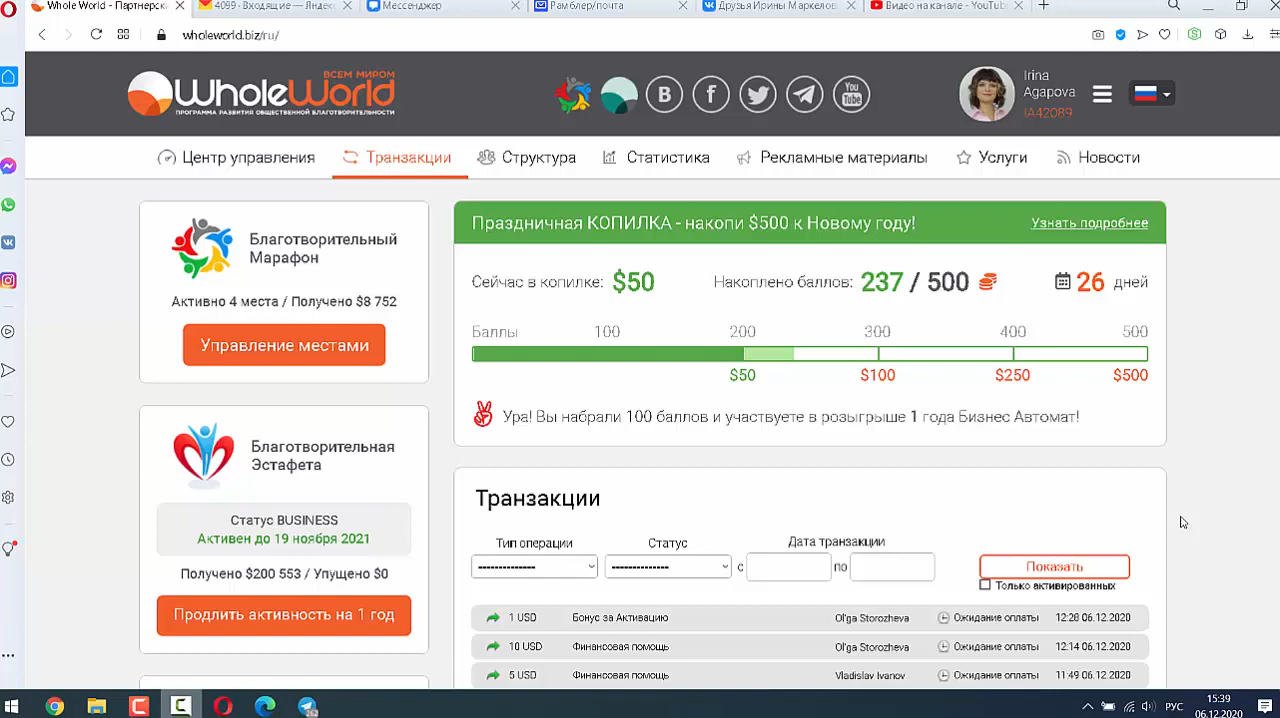 Whole World - Партнерска
4099 · Входящие — Яндекс
Мессенджер
Рамблер/почта
Друзья Ирины Маркелов
Видео на канале - YouTub
wholeworld.biz/ru/
ВСЕМ МИРОМ
WholeWorld
ПРОГРАММА РАЗВИТИЯ ОБЩЕСТВЕННОЙ БЛАГОТВОРИТЕЛЬНОСТИ
You Tube
Irina
Agapova
IA42089
Центр управления
Транзакции
Структура
Статистика
Рекламные материалы
Услуги
Новости
Благотворительный
Марафон
Активно 4 места / Получено $8 752
Управление местами
Благотворительная
Эстафета
Статус BUSINESS
Активен до 19 ноября 2021
Получено $200 553 / Упущено $0
Продлить активность на 1 год
Праздничная КОПИЛКА - накопи $500 к Новому году!
Узнать подробнее
Сейчас в копилке: $50
Накоплено баллов: 237 / 500
26 дней
Баллы 100 200 300 400 500
$50 $100 $250 $500
Ура! Вы набрали 100 баллов и участвуете в розыгрыше 1 года Бизнес Автомат!
Транзакции
Тип операции
Статус
Дата транзакции
--------------
--------------
с
по
Показать
Только активированных
1 USD Бонус за Активацию Ol'ga Storozheva Ожидание оплаты 12:28 06.12.2020
10 USD Финансовая помощь Ol'ga Storozheva Ожидание оплаты 12:14 06.12.2020
5 USD Финансовая помощь Vladislav Ivanov Ожидание оплаты 11:49 06.12.2020
РУС
15:39
06.12.2020